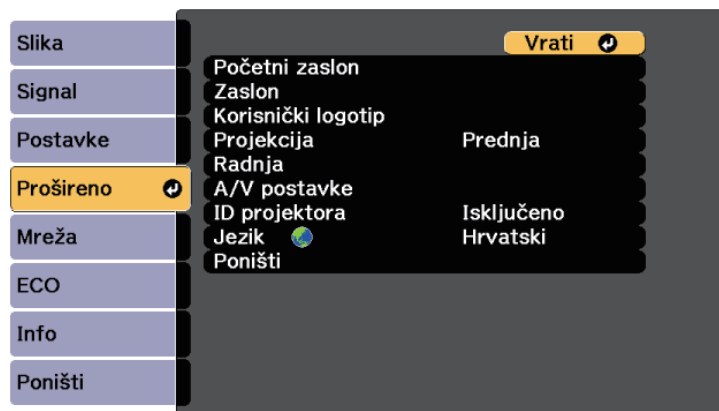 Slika
Signal
Postavke
Prošireno
Mreža
ECO
Info
Poništi
Vrati
Početni zaslon
Zaslon
Korisnički logotip
Projekcija Prednja
Radnja
A/V postavke
ID projektora Isključeno
Jezik Hrvatski
Poništi